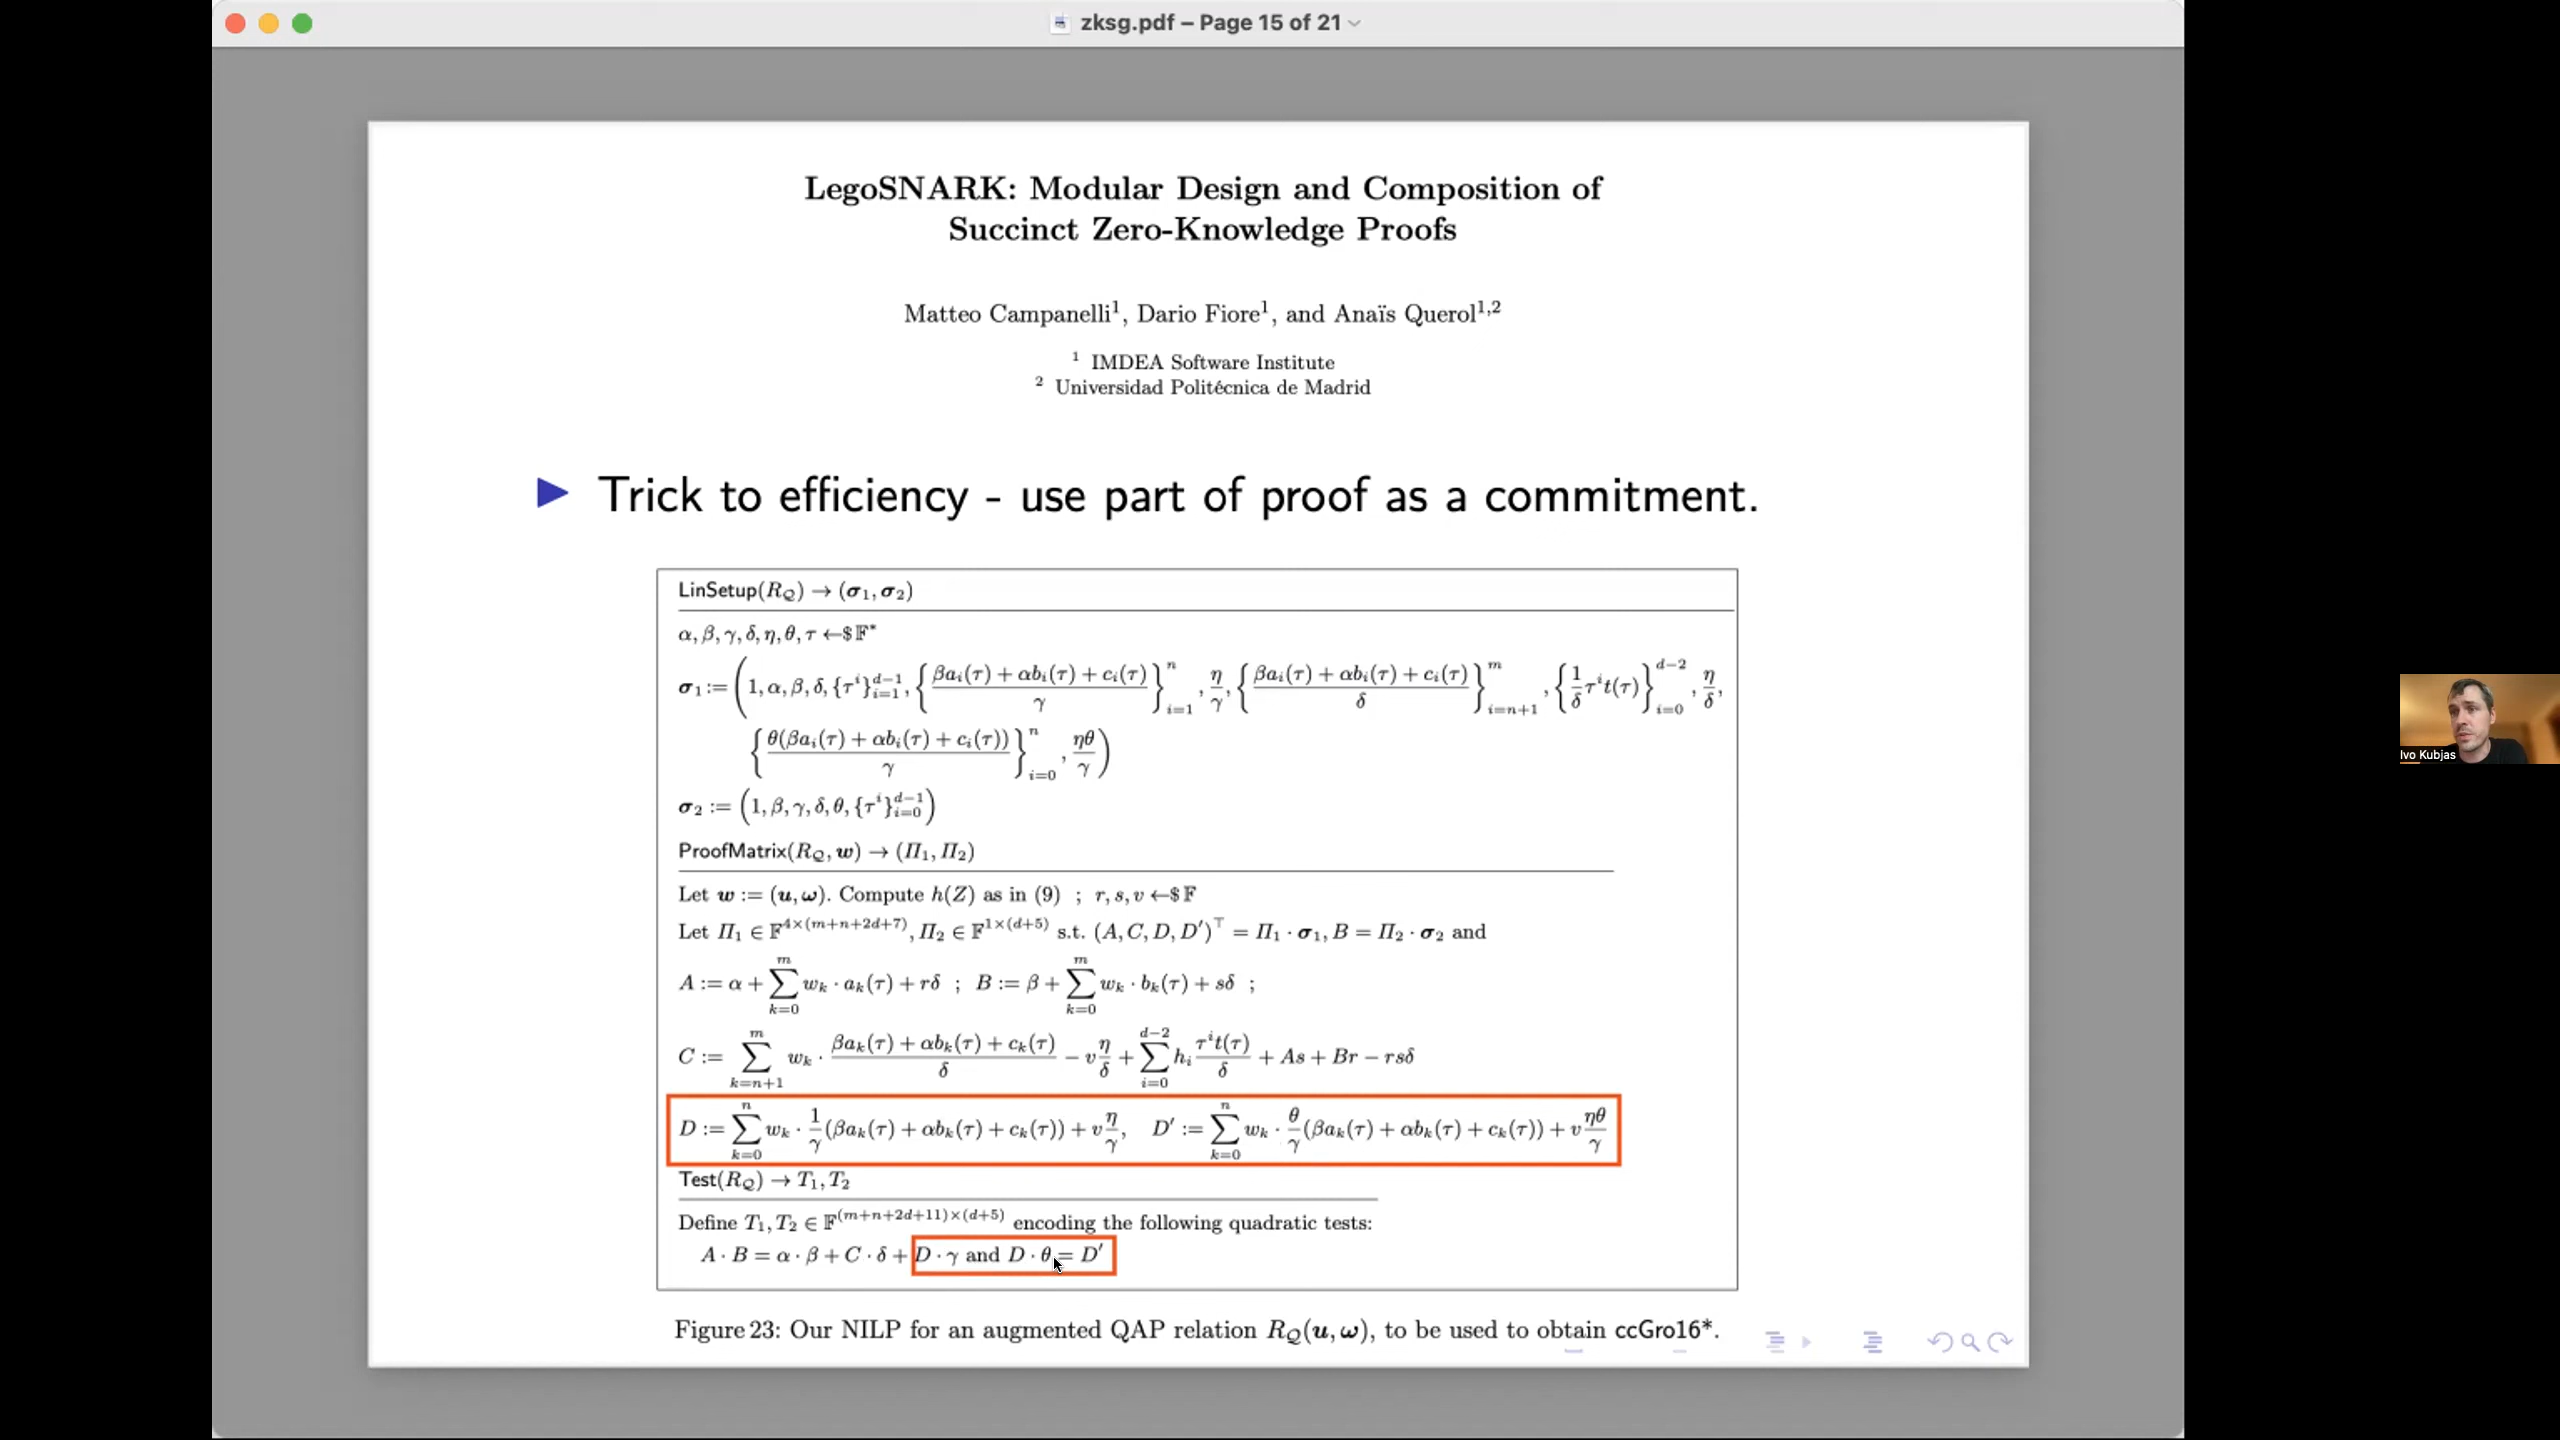 zksg.pdf – Page 15 of 21
LegoSNARK: Modular Design and Composition of
Succinct Zero-Knowledge Proofs
Matteo Campanelli¹, Dario Fiore¹, and Anaïs Querol¹,²
¹ IMDEA Software Institute
² Universidad Politécnica de Madrid
▶ Trick to efficiency - use part of proof as a commitment.
LinSetup(R_Q) → (σ₁, σ₂)
α, β, γ, δ, η, θ, τ ←$ 𝔽*
σ₁ := (1, α, β, δ, {τ^i}_{i=1}^{d−1}, {(βa_i(τ) + αb_i(τ) + c_i(τ))/γ}_{i=1}^{n}, η/γ, {(βa_i(τ) + αb_i(τ) + c_i(τ))/δ}_{i=n+1}^{m}, {(1/δ)τ^i t(τ)}_{i=0}^{d−2}, η/δ,
{θ(βa_i(τ) + αb_i(τ) + c_i(τ))/γ}_{i=0}^{n}, ηθ/γ)
σ₂ := (1, β, γ, δ, θ, {τ^i}_{i=0}^{d−1})
ProofMatrix(R_Q, w) → (Π₁, Π₂)
Let w := (u, ω). Compute h(Z) as in (9) ; r, s, v ←$ 𝔽
Let Π₁ ∈ 𝔽^{4×(m+n+2d+7)}, Π₂ ∈ 𝔽^{1×(d+5)} s.t. (A, C, D, D′)^⊤ = Π₁ · σ₁, B = Π₂ · σ₂ and
A := α + ∑_{k=0}^{m} w_k · a_k(τ) + rδ ; B := β + ∑_{k=0}^{m} w_k · b_k(τ) + sδ ;
C := ∑_{k=n+1}^{m} w_k · (βa_k(τ) + αb_k(τ) + c_k(τ))/δ − v η/δ + ∑_{i=0}^{d−2} h_i τ^i t(τ)/δ + As + Br − rsδ
D := ∑_{k=0}^{n} w_k · 1/γ (βa_k(τ) + αb_k(τ) + c_k(τ)) + v η/γ, D′ := ∑_{k=0}^{n} w_k · θ/γ (βa_k(τ) + αb_k(τ) + c_k(τ)) + v ηθ/γ
Test(R_Q) → T₁, T₂
Define T₁, T₂ ∈ 𝔽^{(m+n+2d+11)×(d+5)} encoding the following quadratic tests:
A · B = α · β + C · δ + D · γ and D · θ = D′
Figure 23: Our NILP for an augmented QAP relation R_Q(u, ω), to be used to obtain ccGro16*.
Ivo Kubjas